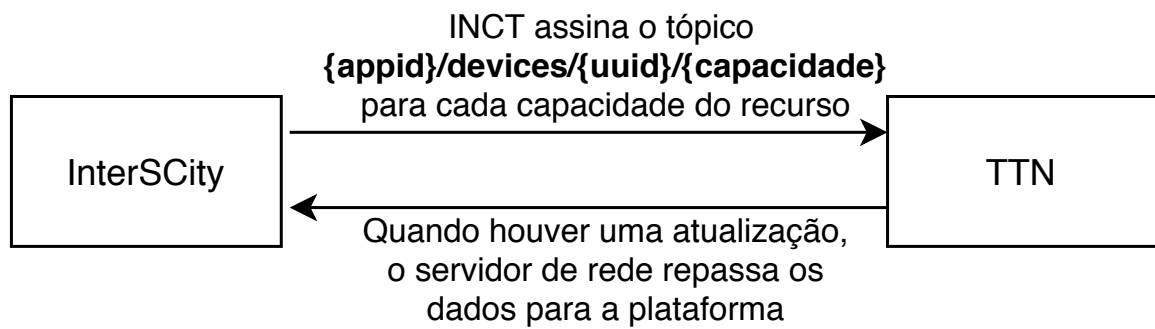 INCT assina o tópico
{appid}/devices/{uuid}/{capacidade}
para cada capacidade do recurso
InterSCity
TTN
Quando houver uma atualização,
o servidor de rede repassa os
dados para a plataforma